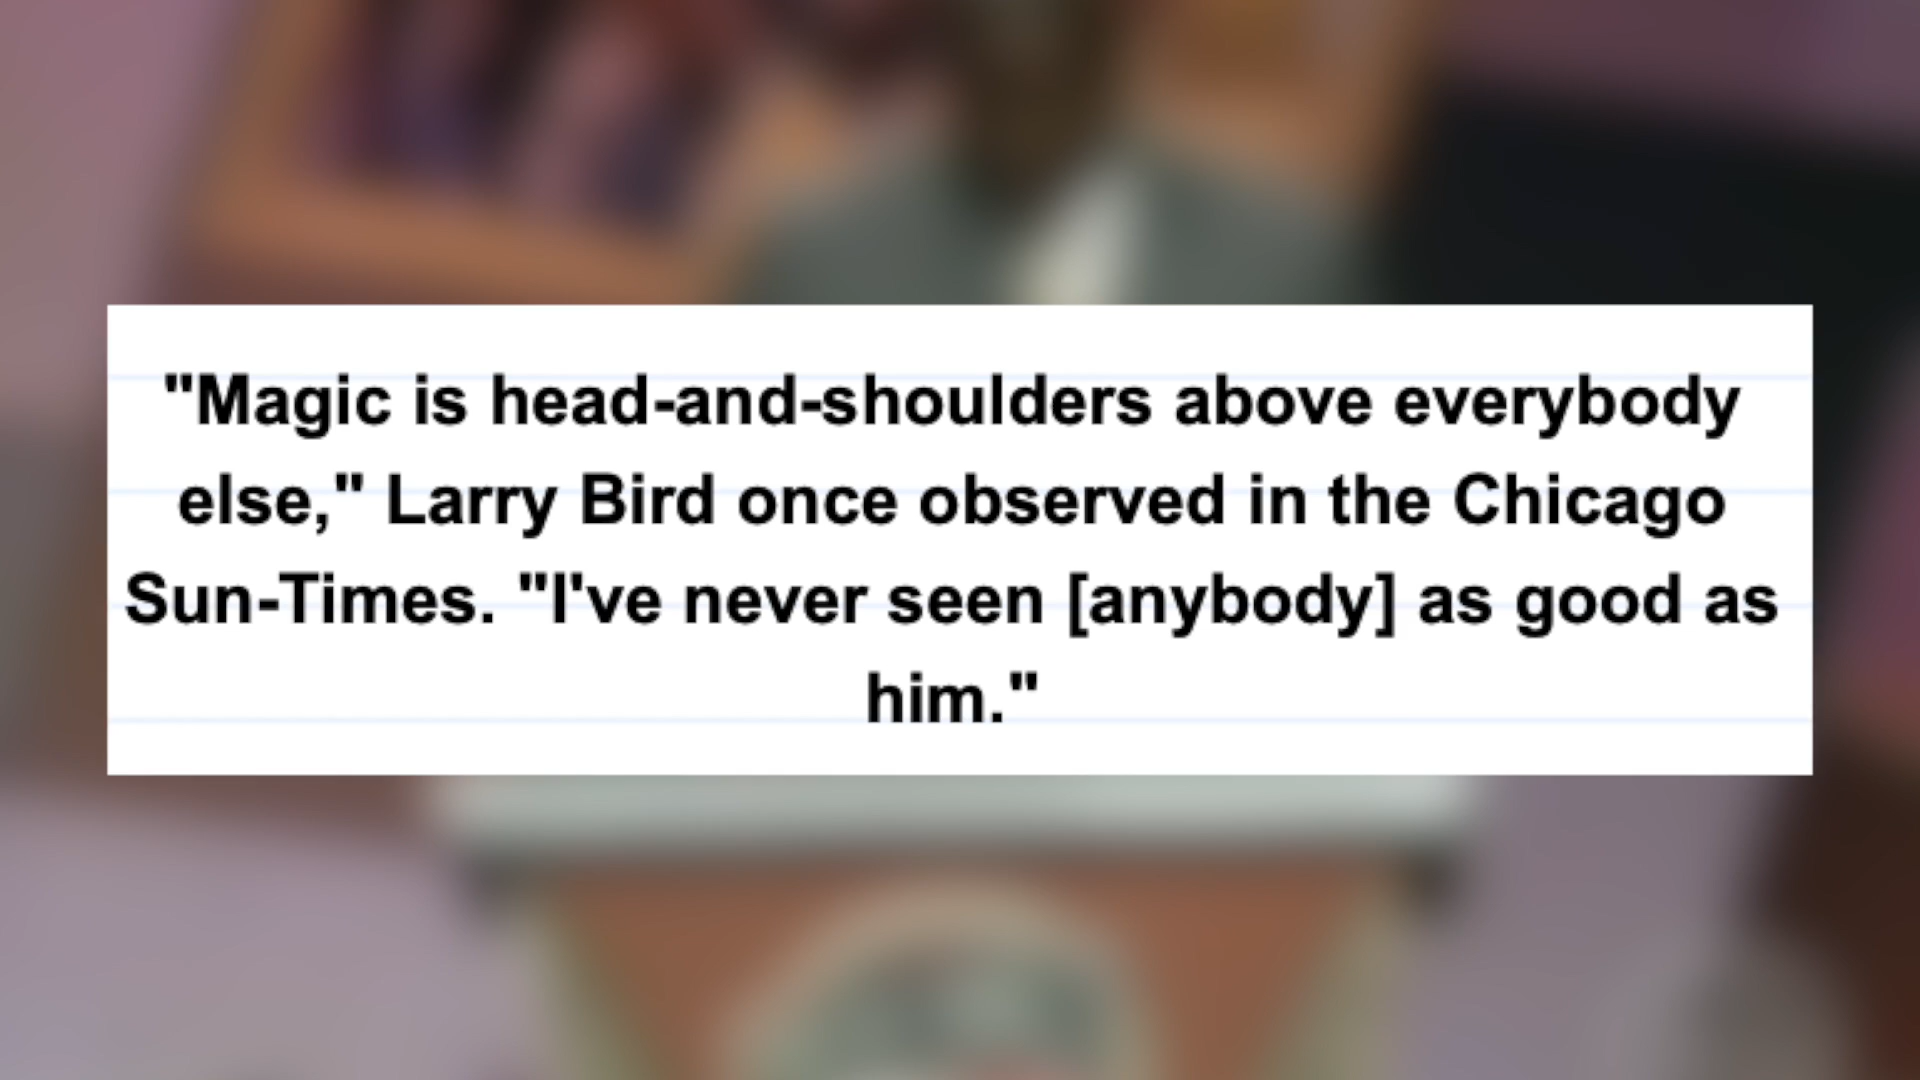 "Magic is head-and-shoulders above everybody
else," Larry Bird once observed in the Chicago
Sun-Times. "I've never seen [anybody] as good as
him."